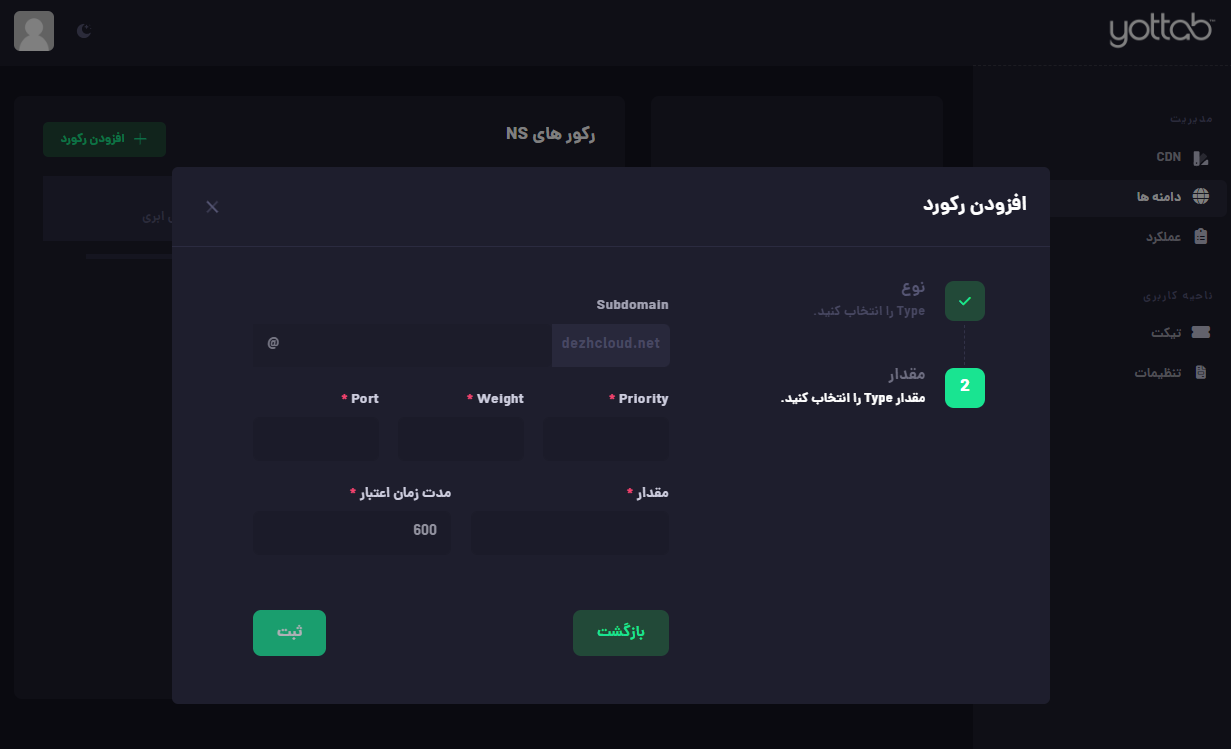 yottab™
مدیریت
CDN
دامنه ها
عملکرد
ناحیه کاربری
تیکت
تنظیمات
رکور های NS
افزودن رکورد
ابری
افزودن رکورد
نوع
Type را انتخاب کنید.
2
مقدار
مقدار Type را انتخاب کنید.
Subdomain
dezhcloud.net
@
Priority *
Weight *
Port *
مقدار *
مدت زمان اعتبار *
600
بازگشت
ثبت